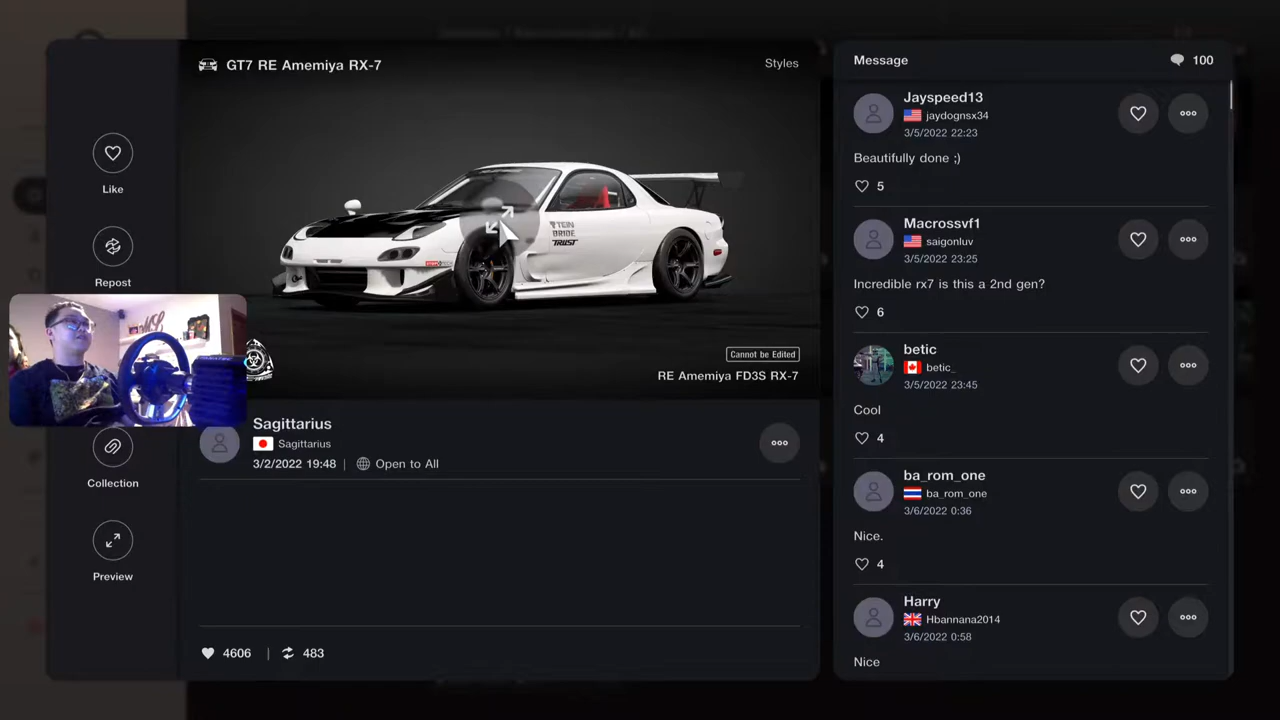 GT7 RE Amemiya RX-7
Styles
Like
Repost
Collection
Preview
TEIN
BRIDE
TRUST
Cannot be Edited
RE Amemiya FD3S RX-7
Sagittarius
Sagittarius
3/2/2022 19:48 | Open to All
4606 | 483
Message
100
Jayspeed13
jaydognsx34
3/5/2022 22:23
Beautifully done ;)
5
Macrossvf1
saigonluv
3/5/2022 23:25
Incredible rx7 is this a 2nd gen?
6
betic
betic_
3/5/2022 23:45
Cool
4
ba_rom_one
ba_rom_one
3/6/2022 0:36
Nice.
4
Harry
Hbannana2014
3/6/2022 0:58
Nice